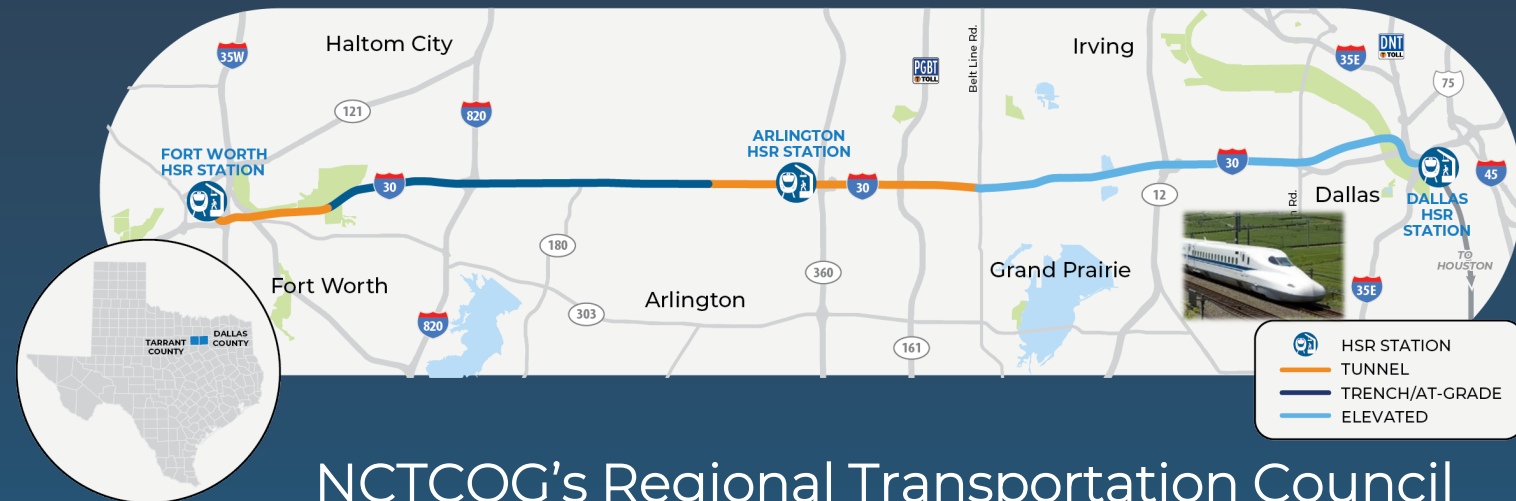 Haltom City
Irving
35W
121
820
PGBT
TOLL
Belt Line Rd.
35E
DNT
TOLL
75
FORT WORTH
HSR STATION
ARLINGTON
HSR STATION
30
30
30
12
Dallas
45
DALLAS
HSR
STATION
TO
HOUSTON
180
360
Fort Worth
Arlington
Grand Prairie
303
820
161
35E
TARRANT
COUNTY
DALLAS
COUNTY
HSR STATION
TUNNEL
TRENCH/AT-GRADE
ELEVATED
NCTCOG's Regional Transportation Council